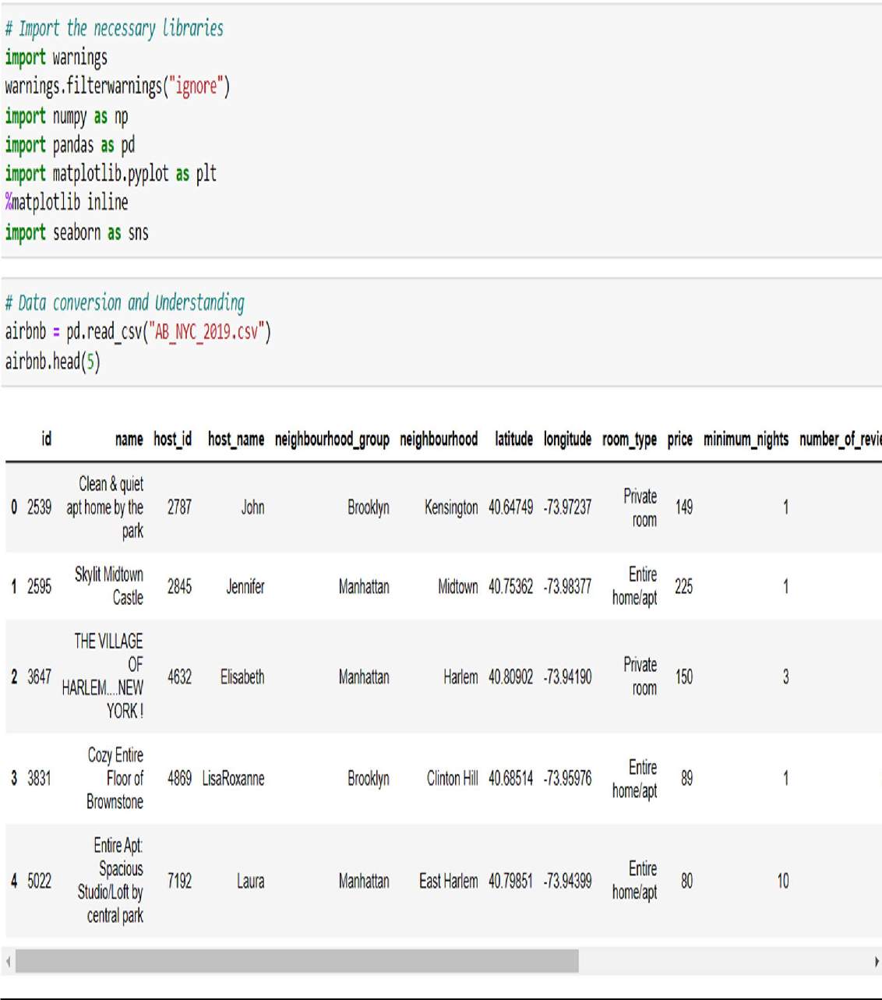 # Import the necessary libraries
import warnings
warnings.filterwarnings("ignore")
import numpy as np
import pandas as pd
import matplotlib.pyplot as plt
%matplotlib inline
import seaborn as sns
# Data conversion and Understanding
airbnb = pd.read_csv("AB_NYC_2019.csv")
airbnb.head(5)
id name host_id host_name neighbourhood_group neighbourhood latitude longitude room_type price minimum_nights number_of_revie
Clean & quiet
apt home by the
park
0 2539 2787 John Brooklyn Kensington 40.64749 -73.97237 Private
room 149 1
Skylit Midtown
Castle
1 2595 2845 Jennifer Manhattan Midtown 40.75362 -73.98377 Entire
home/apt 225 1
THE VILLAGE
OF
HARLEM....NEW
YORK !
2 3647 4632 Elisabeth Manhattan Harlem 40.80902 -73.94190 Private
room 150 3
Cozy Entire
Floor of
Brownstone
3 3831 4869 LisaRoxanne Brooklyn Clinton Hill 40.68514 -73.95976 Entire
home/apt 89 1
Entire Apt:
Spacious
Studio/Loft by
central park
4 5022 7192 Laura Manhattan East Harlem 40.79851 -73.94399 Entire
home/apt 80 10